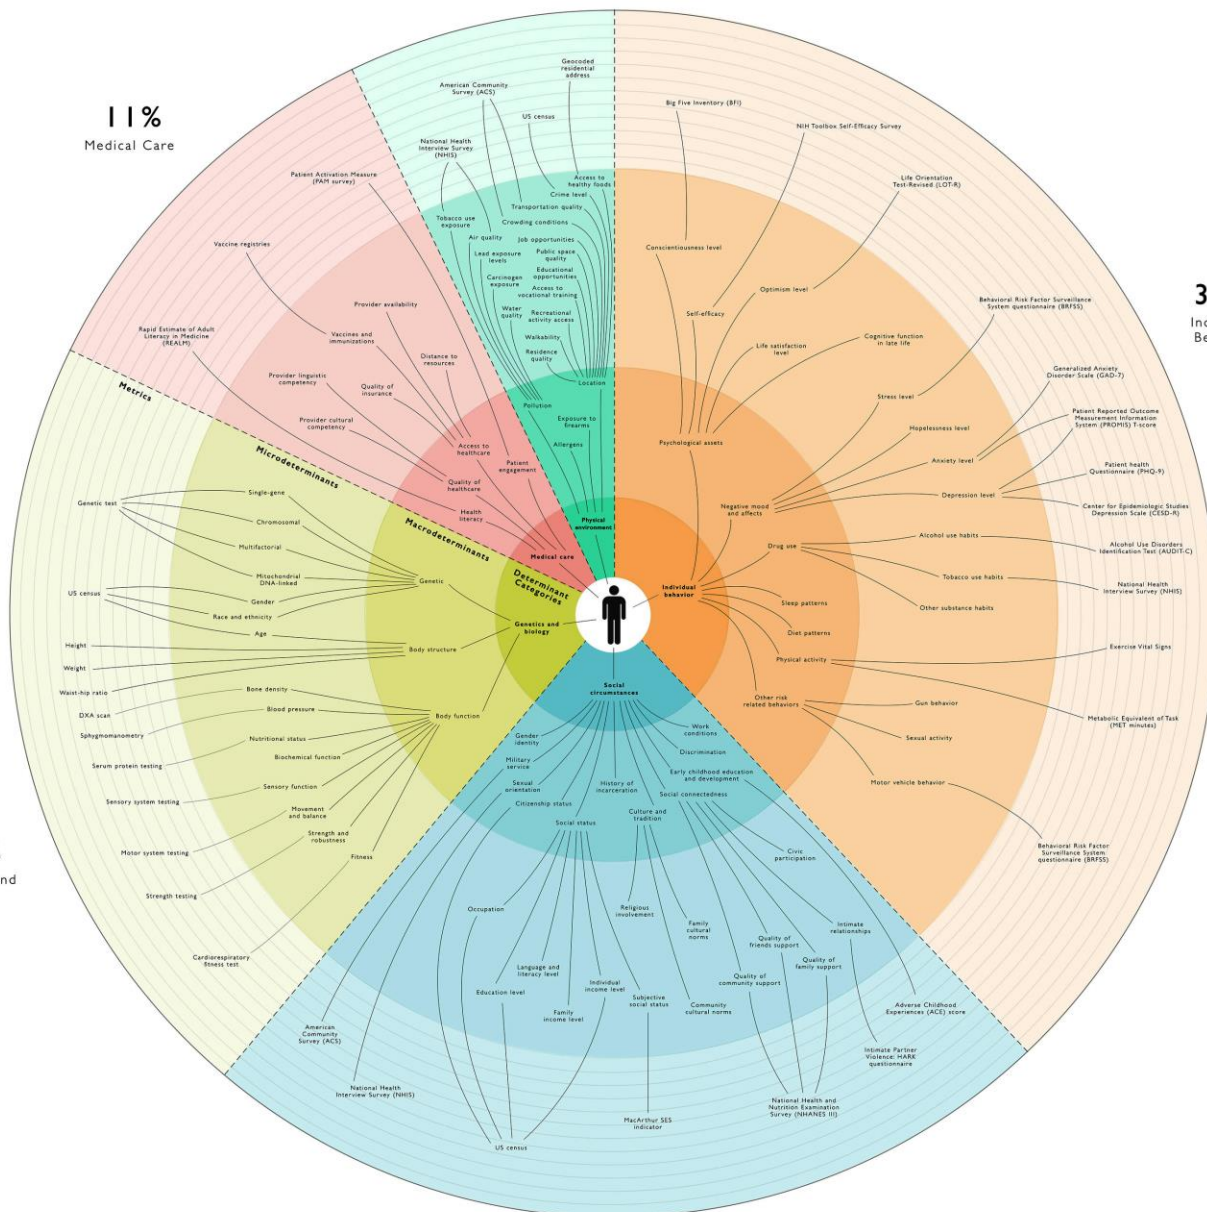 11%
Medical Care
3
Inc
Be
nd
Geocoded
residential
address
American Community
Survey (ACS)
US census
National Health
Interview Survey
(NHIS)
Access to
healthy foods
Crime level
Transportation quality
Tobacco use
exposure
Crowding conditions
Air quality
Job opportunities
Lead exposure
levels
Public space
quality
Carcinogen
exposure
Educational
opportunities
Access to
vocational training
Water
quality
Recreational
activity access
Walkability
Residence
quality
Location
Pollution
Exposure to
firearms
Allergens
Physical
environment
Patient Activation Measure
(PAM survey)
Vaccine registries
Rapid Estimate of Adult
Literacy in Medicine
(REALM)
Provider availability
Vaccines and
immunizations
Distance to
resources
Provider linguistic
competency
Quality of
insurance
Provider cultural
competency
Access to
healthcare
Patient
engagement
Quality of
healthcare
Health
literacy
Medical care
Metrics
Microdeterminants
Macrodeterminants
Determinant
Categories
Big Five Inventory (BFI)
NIH Toolbox Self-Efficacy Survey
Life Orientation
Test-Revised (LOT-R)
Conscientiousness level
Optimism level
Behavioral Risk Factor Surveillance
System questionnaire (BRFSS)
Self-efficacy
Life satisfaction
level
Cognitive function
in late life
Generalized Anxiety
Disorder Scale (GAD-7)
Stress level
Psychological assets
Hopelessness level
Patient Reported Outcome
Measurement Information
System (PROMIS) T-score
Anxiety level
Patient health
Questionnaire (PHQ-9)
Depression level
Negative mood
and affects
Center for Epidemiologic Studies
Depression Scale (CESD-R)
Drug use
Alcohol use habits
Alcohol Use Disorders
Identification Test (AUDIT-C)
Tobacco use habits
National Health
Interview Survey (NHIS)
Individual
behavior
Sleep patterns
Other substance habits
Diet patterns
Physical activity
Exercise Vital Signs
Other risk
related behaviors
Gun behavior
Metabolic Equivalent of Task
(MET minutes)
Sexual activity
Motor vehicle behavior
Behavioral Risk Factor
Surveillance System
questionnaire (BRFSS)
Genetic test
Single-gene
Chromosomal
Multifactorial
Mitochondrial
DNA-linked
Genetic
US census
Gender
Race and ethnicity
Age
Genetics and
biology
Height
Body structure
Weight
Waist-hip ratio
Bone density
DXA scan
Blood pressure
Body function
Sphygmomanometry
Nutritional status
Serum protein testing
Biochemical function
Sensory system testing
Sensory function
Movement
and balance
Motor system testing
Strength and
robustness
Fitness
Strength testing
Cardiorespiratory
fitness test
Social
circumstances
Gender
identity
Work
conditions
Military
service
Discrimination
Sexual
orientation
History of
incarceration
Early childhood education
and development
Citizenship status
Social connectedness
Social status
Culture and
tradition
Civic
participation
Occupation
Religious
involvement
Family
cultural
norms
Intimate
relationships
Quality of
friends support
Quality of
family support
Language and
literacy level
Individual
income level
Quality of
community support
Education level
Subjective
social status
Family
income level
Community
cultural norms
Adverse Childhood
Experiences (ACE) score
American
Community
Survey (ACS)
Intimate Partner
Violence: HARK
questionnaire
National Health
Interview Survey (NHIS)
National Health and
Nutrition Examination
Survey (NHANES III)
MacArthur SES
indicator
US census